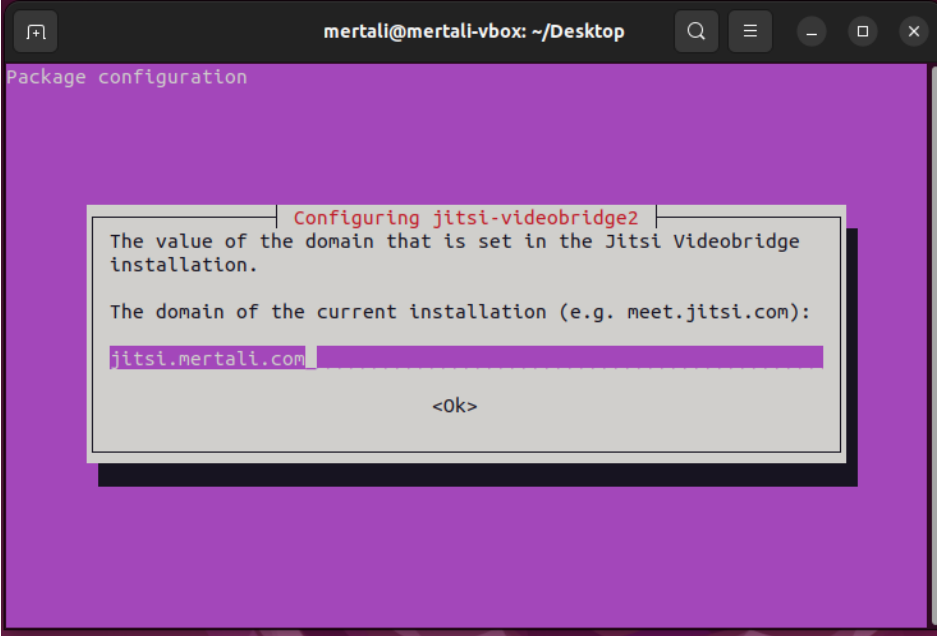 mertali@mertali-vbox: ~/Desktop
Package configuration
Configuring jitsi-videobridge2
The value of the domain that is set in the Jitsi Videobridge
installation.
The domain of the current installation (e.g. meet.jitsi.com):
jitsi.mertali.com
<Ok>